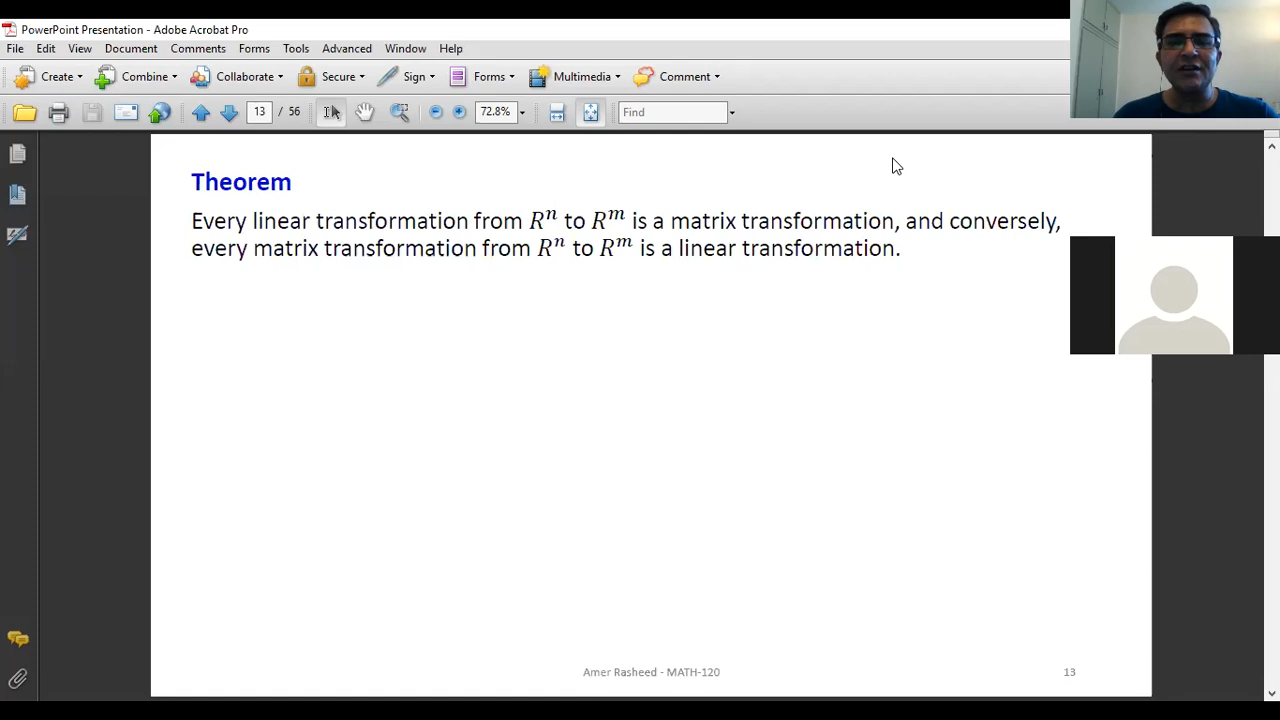 PowerPoint Presentation - Adobe Acrobat Pro
File Edit View Document Comments Forms Tools Advanced Window Help
Create Combine Collaborate Secure Sign Forms Multimedia Comment
13 / 56 72.8% Find
Theorem
Every linear transformation from Rⁿ to Rᵐ is a matrix transformation, and conversely,
every matrix transformation from Rⁿ to Rᵐ is a linear transformation.
Amer Rasheed - MATH-120 13